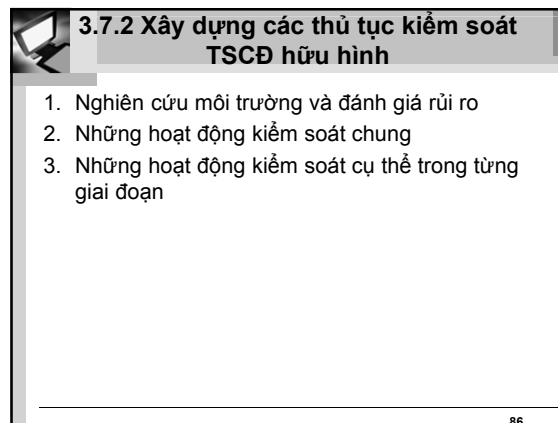 3.7.2 Xây dựng các thủ tục kiểm soát
TSCĐ hữu hình
1. Nghiên cứu môi trường và đánh giá rủi ro
2. Những hoạt động kiểm soát chung
3. Những hoạt động kiểm soát cụ thể trong từng
giai đoạn
86